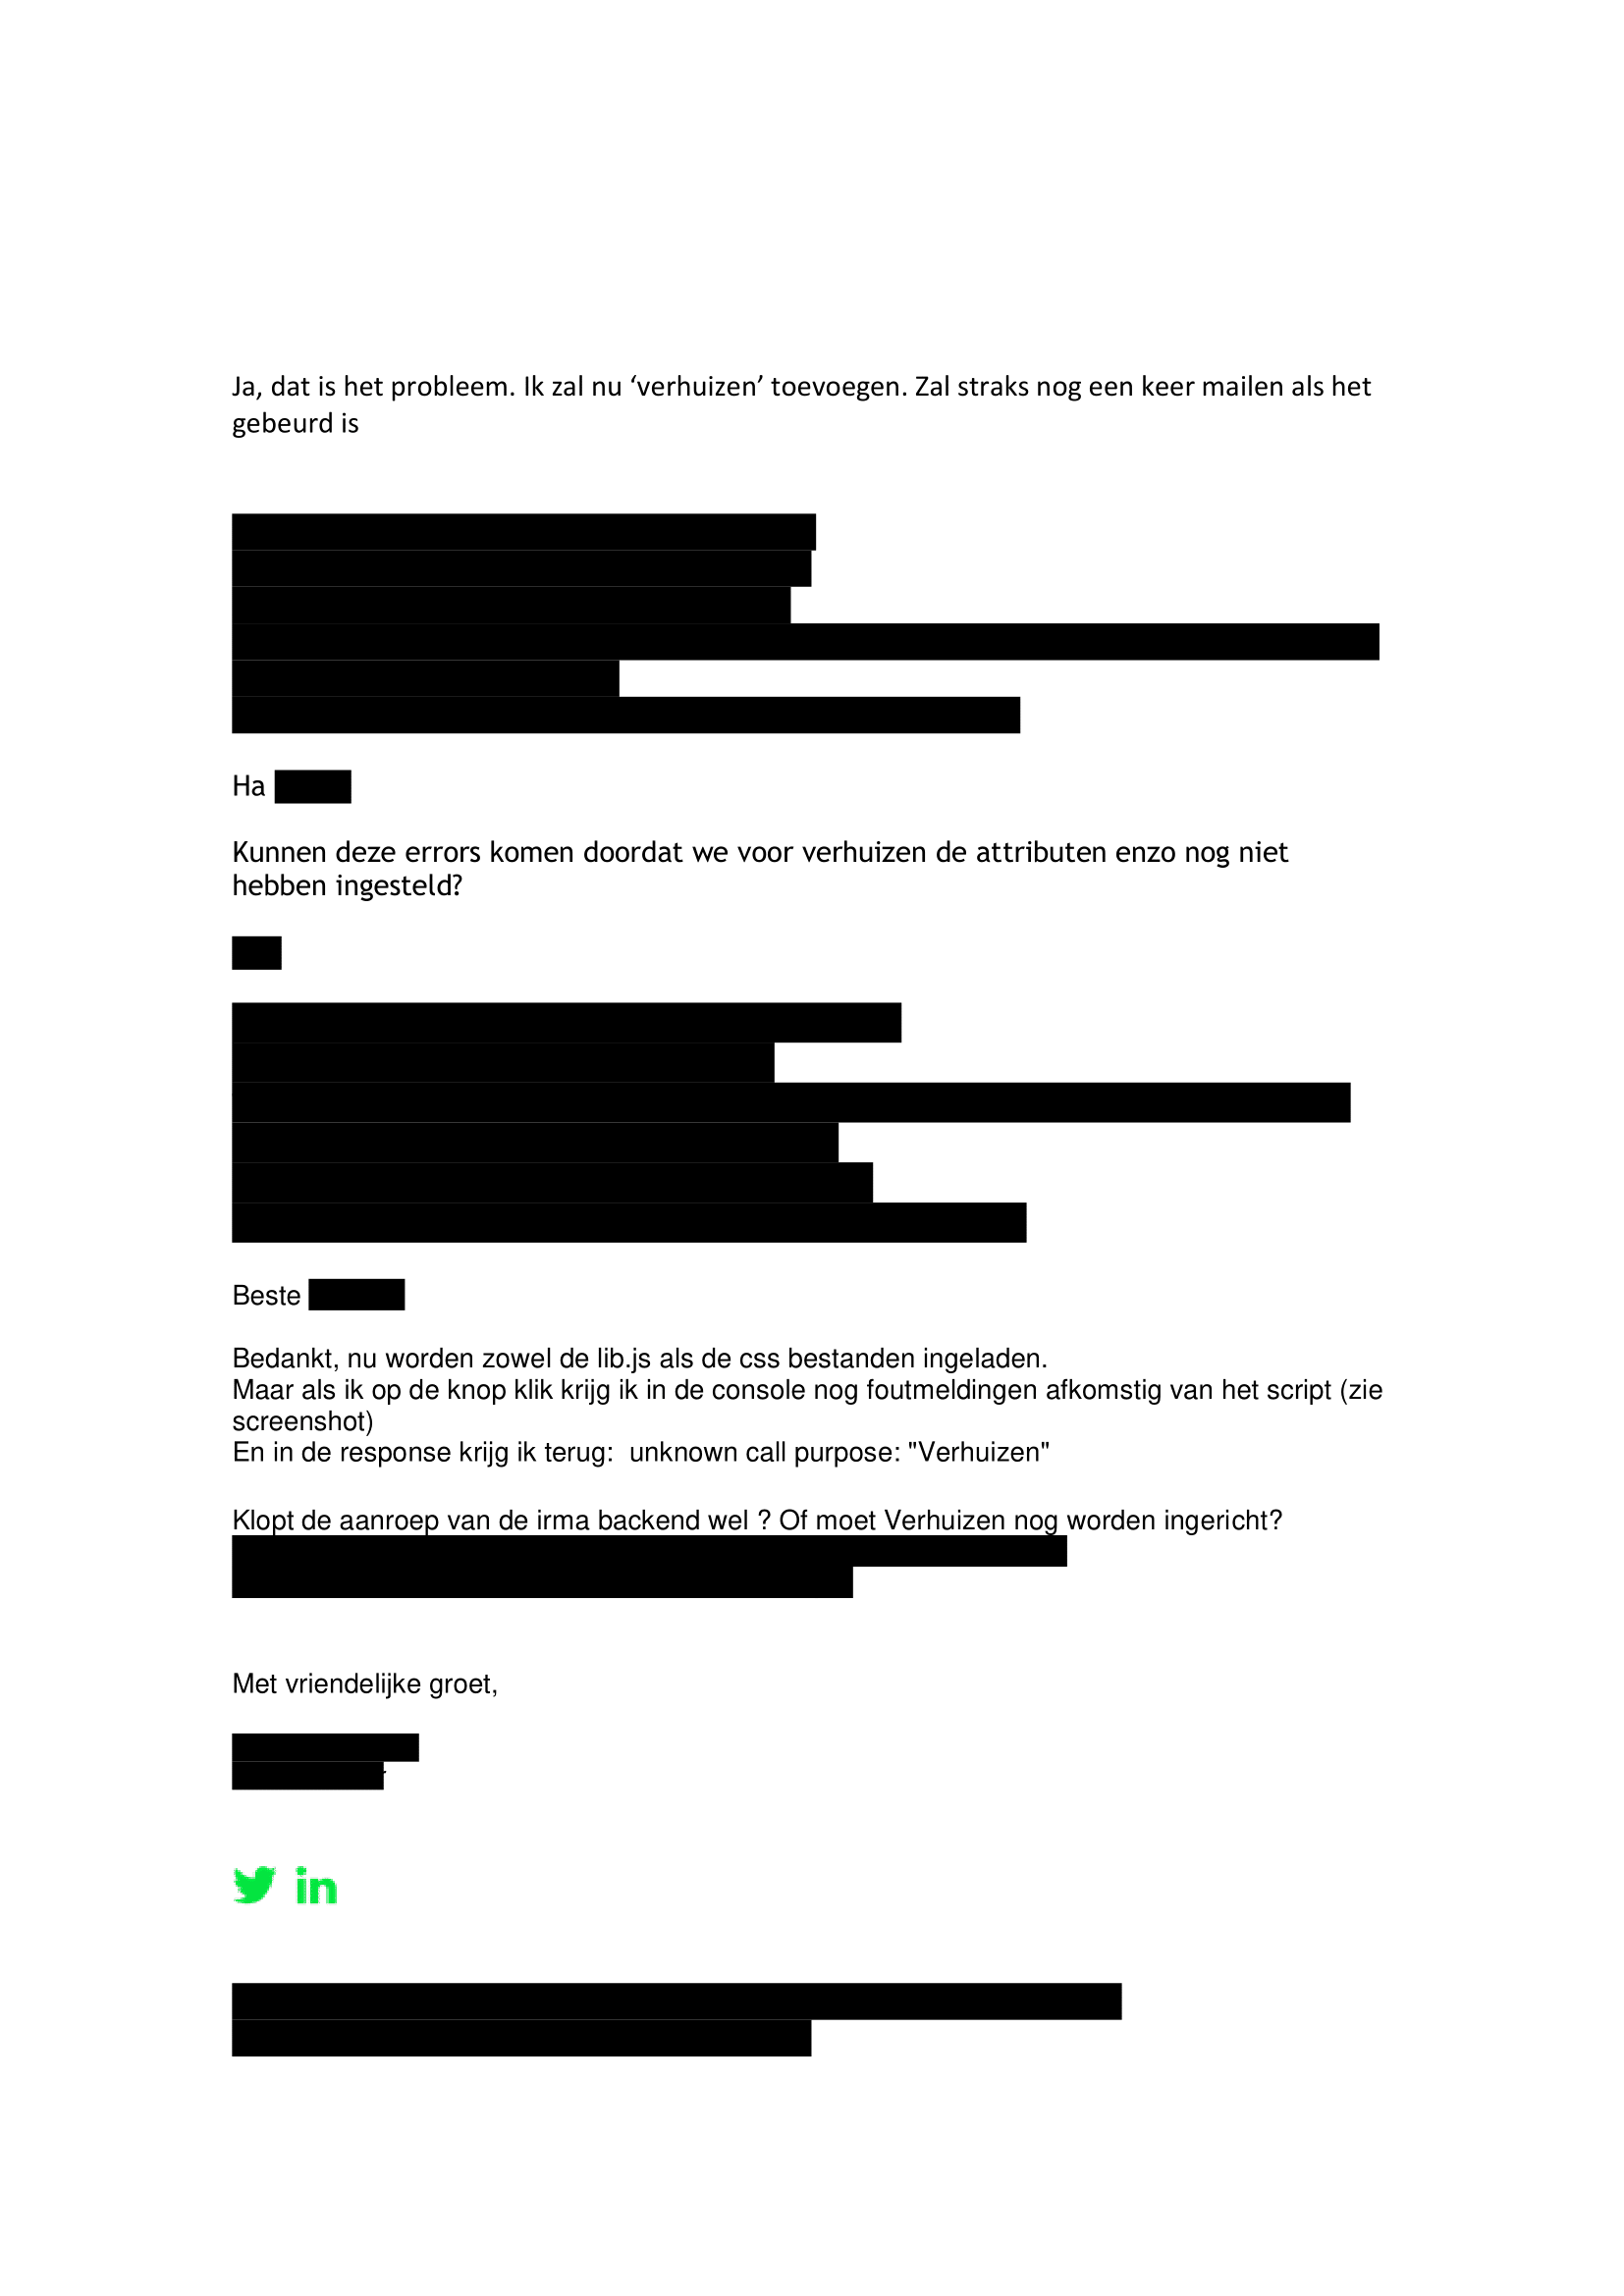 Ja, dat is het probleem. Ik zal nu ‘verhuizen’ toevoegen. Zal straks nog een keer mailen als het
gebeurd is
Ha
Kunnen deze errors komen doordat we voor verhuizen de attributen enzo nog niet
hebben ingesteld?
Beste
Bedankt, nu worden zowel de lib.js als de css bestanden ingeladen.
Maar als ik op de knop klik krijg ik in de console nog foutmeldingen afkomstig van het script (zie
screenshot)
En in de response krijg ik terug:  unknown call purpose: "Verhuizen"
Klopt de aanroep van de irma backend wel ? Of moet Verhuizen nog worden ingericht?
Met vriendelijke groet,
in